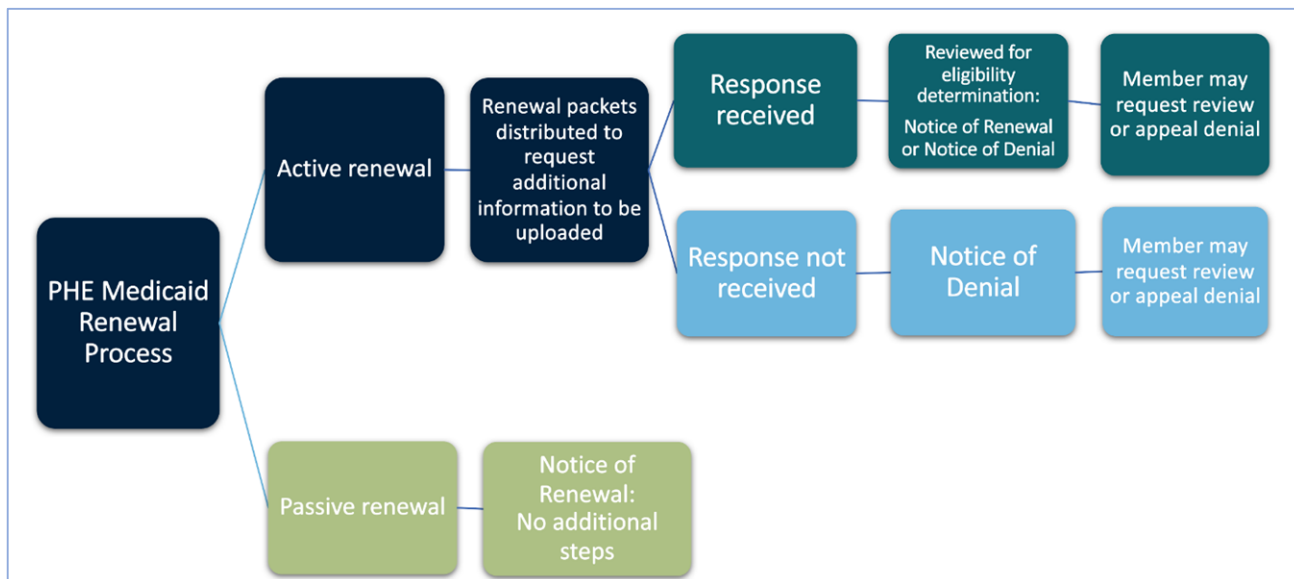 PHE Medicaid
Renewal
Process
Active renewal
Renewal packets
distributed to
request
additional
information to be
uploaded
Response
received
Reviewed for
eligibility
determination:
Notice of Renewal
or Notice of Denial
Member may
request review
or appeal denial
Response not
received
Notice of
Denial
Member may
request review
or appeal denial
Passive renewal
Notice of
Renewal:
No additional
steps